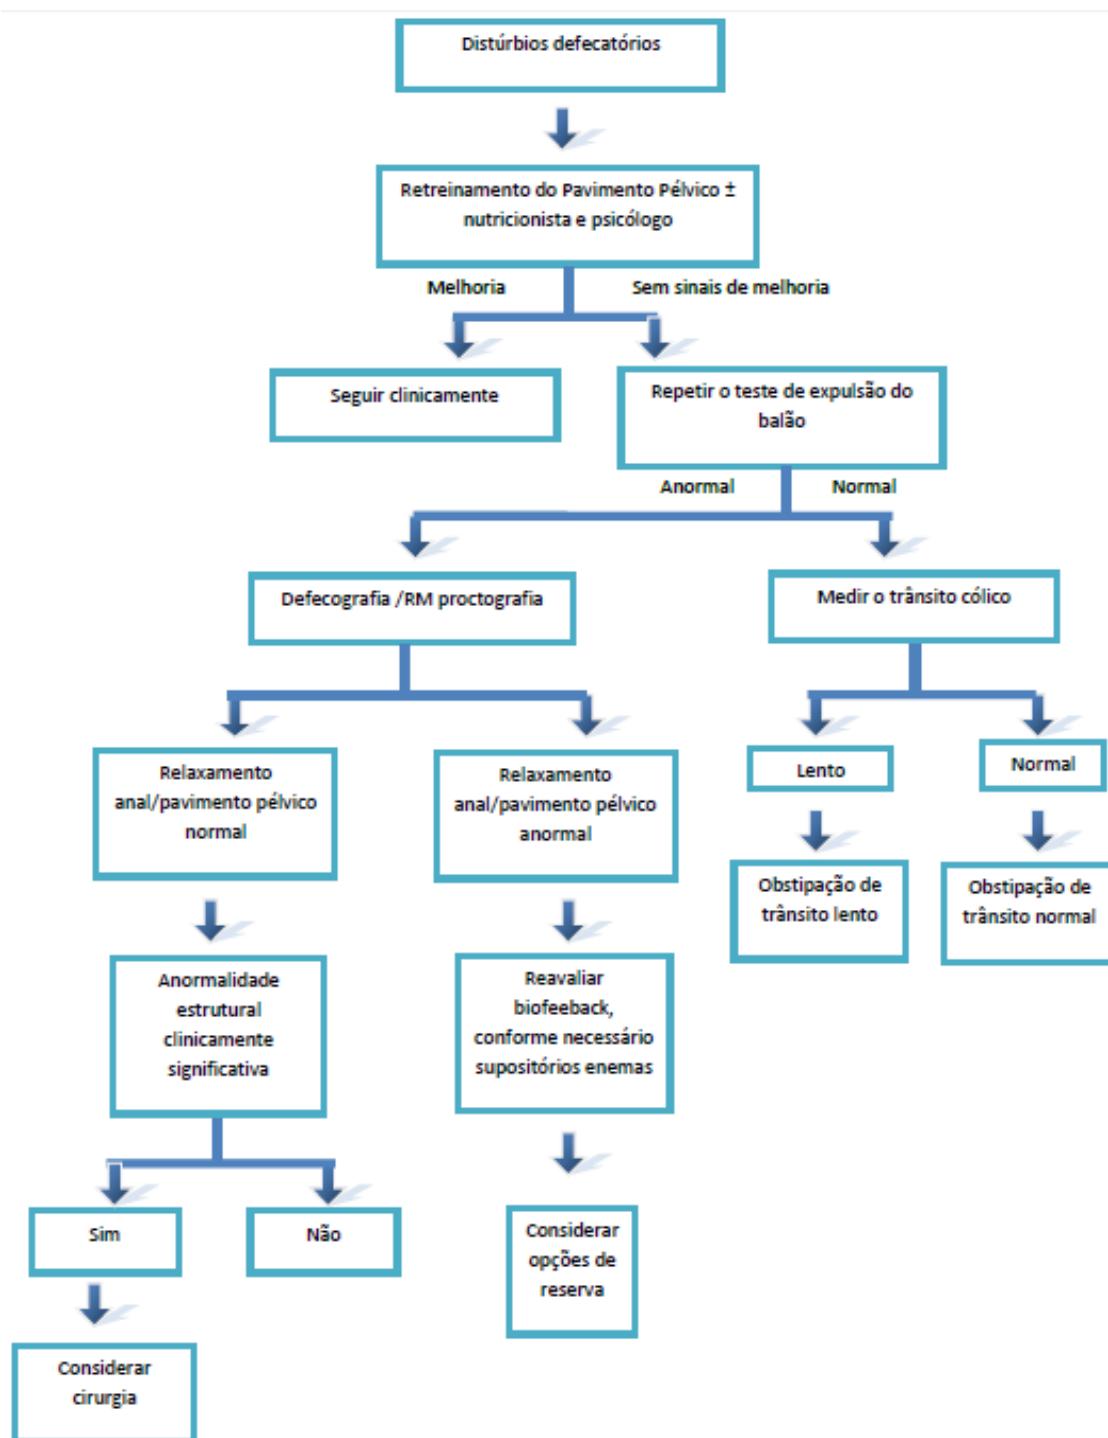 Distúrbios defecatórios
Retreinamento do Pavimento Pélvico ±
nutricionista e psicólogo
Melhoria
Sem sinais de melhoria
Seguir clinicamente
Repetir o teste de expulsão do
balão
Anormal
Normal
Defecografia /RM proctografia
Medir o trânsito cólico
Relaxamento
anal/pavimento pélvico
normal
Relaxamento
anal/pavimento pélvico
anormal
Lento
Normal
Obstipação de
trânsito lento
Obstipação de
trânsito normal
Anormalidade
estrutural
clinicamente
significativa
Reavaliar
biofeeback,
conforme necessário
supositórios enemas
Sim
Não
Considerar
opções de
reserva
Considerar
cirurgia